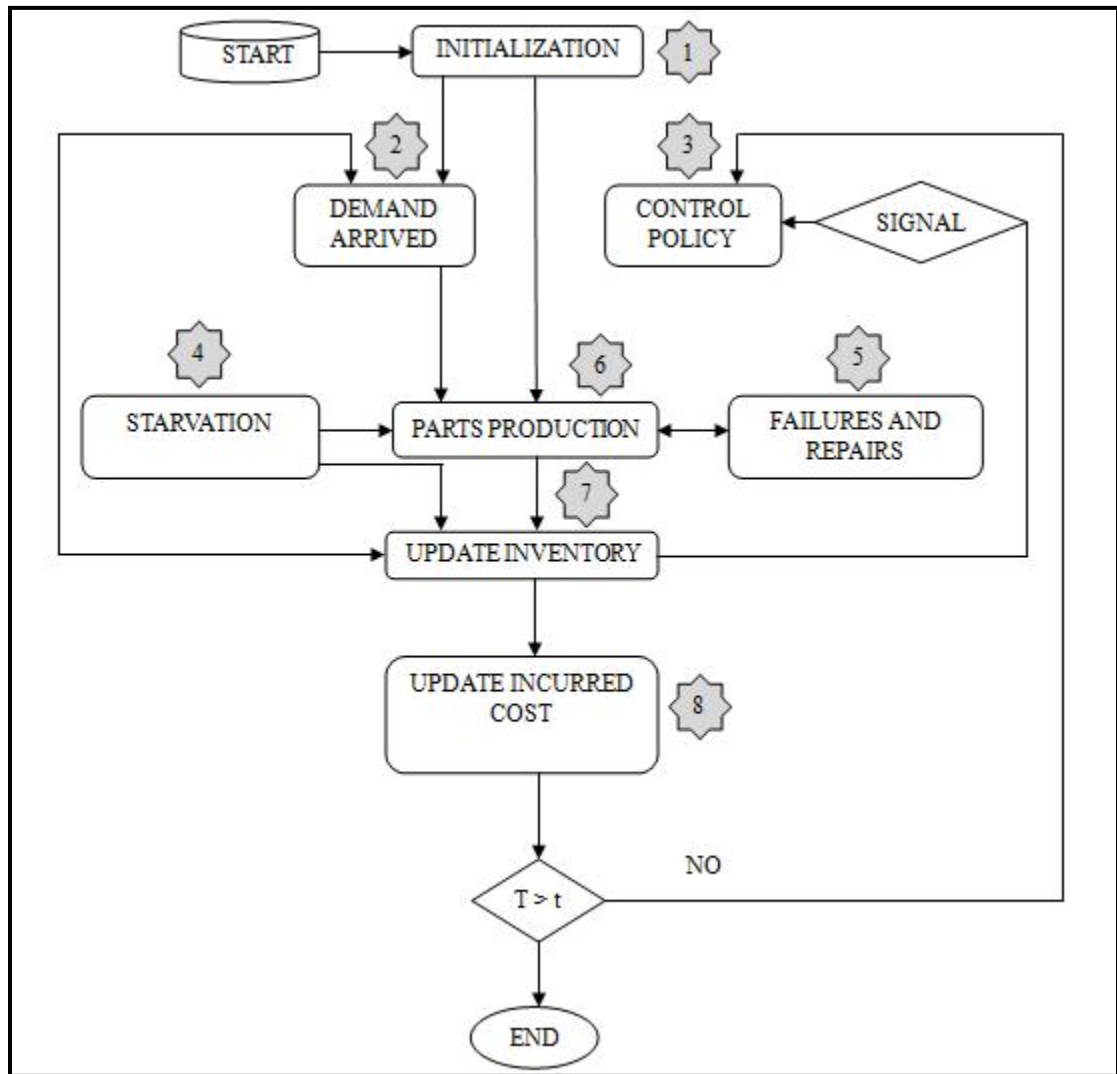 START
INITIALIZATION
1
2
3
DEMAND
ARRIVED
CONTROL
POLICY
SIGNAL
4
6
5
STARVATION
PARTS PRODUCTION
FAILURES AND
REPAIRS
7
UPDATE INVENTORY
UPDATE INCURRED
COST
8
NO
T > t
END